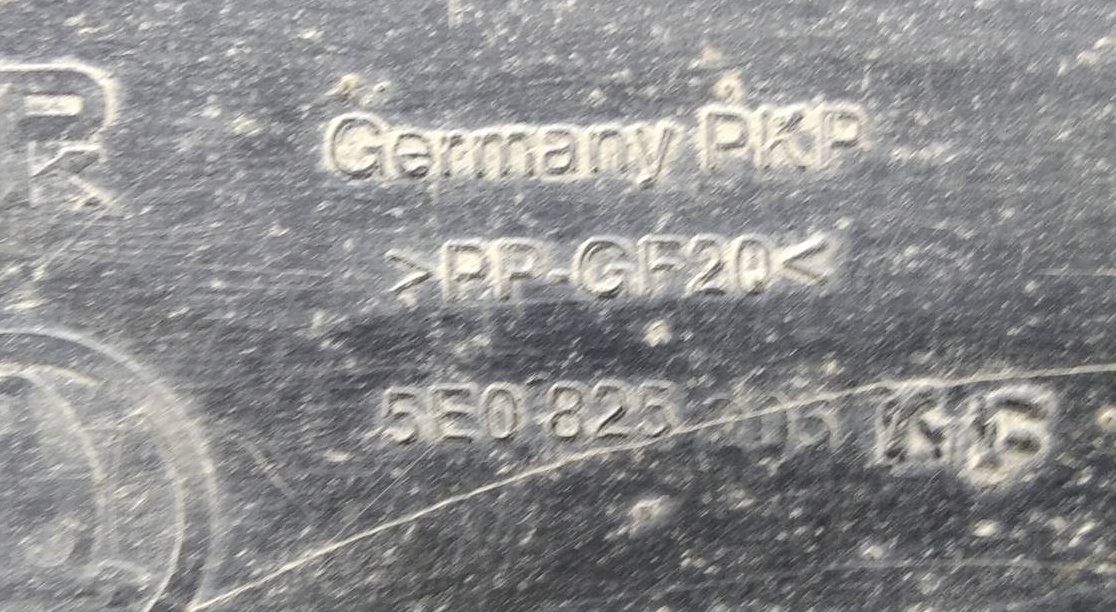 R
K
Germany PKP
>PP-GF20<
5E0 825